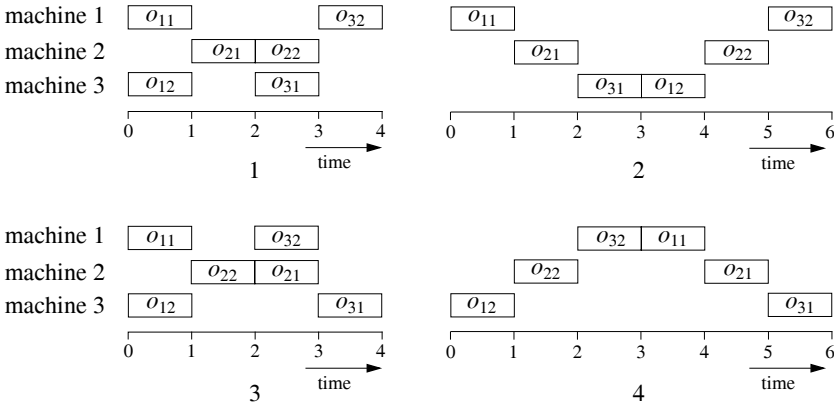 machine 1 o11 o32 o11 o32
machine 2 o21 o22 o21 o22
machine 3 o12 o31 o31 o12
0 1 2 3 4 0 1 2 3 4 5 6
time time
1 2
machine 1 o11 o32 o32 o11
machine 2 o22 o21 o22 o21
machine 3 o12 o31 o12 o31
0 1 2 3 4 0 1 2 3 4 5 6
time time
3 4